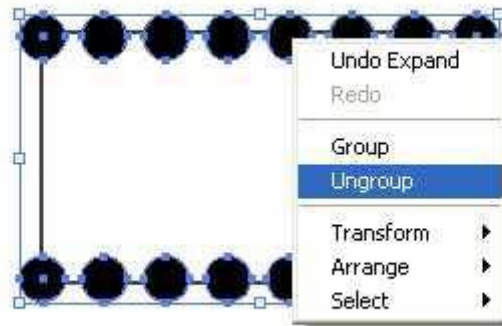 Undo Expand
Redo
Group
Ungroup
Transform
Arrange
Select